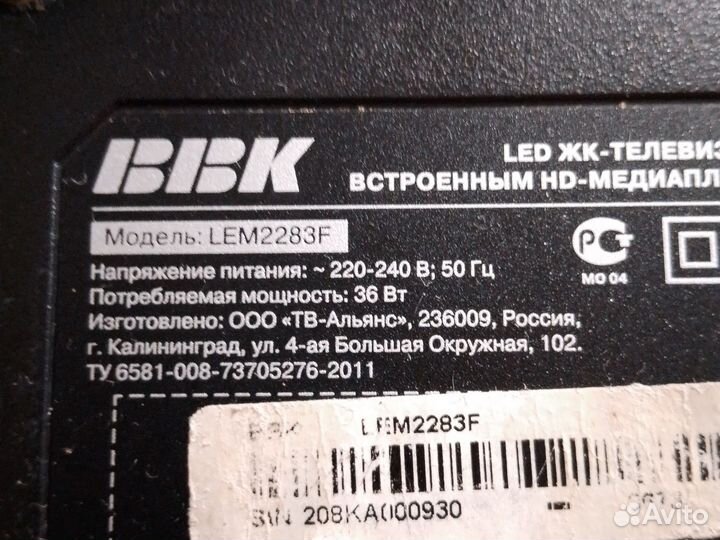 BBK
LED ЖК-ТЕЛЕВИЗ
ВСТРОЕННЫМ HD-МЕДИАПЛ
Модель: LEM2283F
Напряжение питания: ~ 220-240 В; 50 Гц
Потребляемая мощность: 36 Вт
Изготовлено: ООО «ТВ-Альянс», 236009, Россия,
г. Калининград, ул. 4-ая Большая Окружная, 102.
ТУ 6581-008-73705276-2011
РС
МО 04
BBK LEM2283F
S\N 208KA000930
Avito